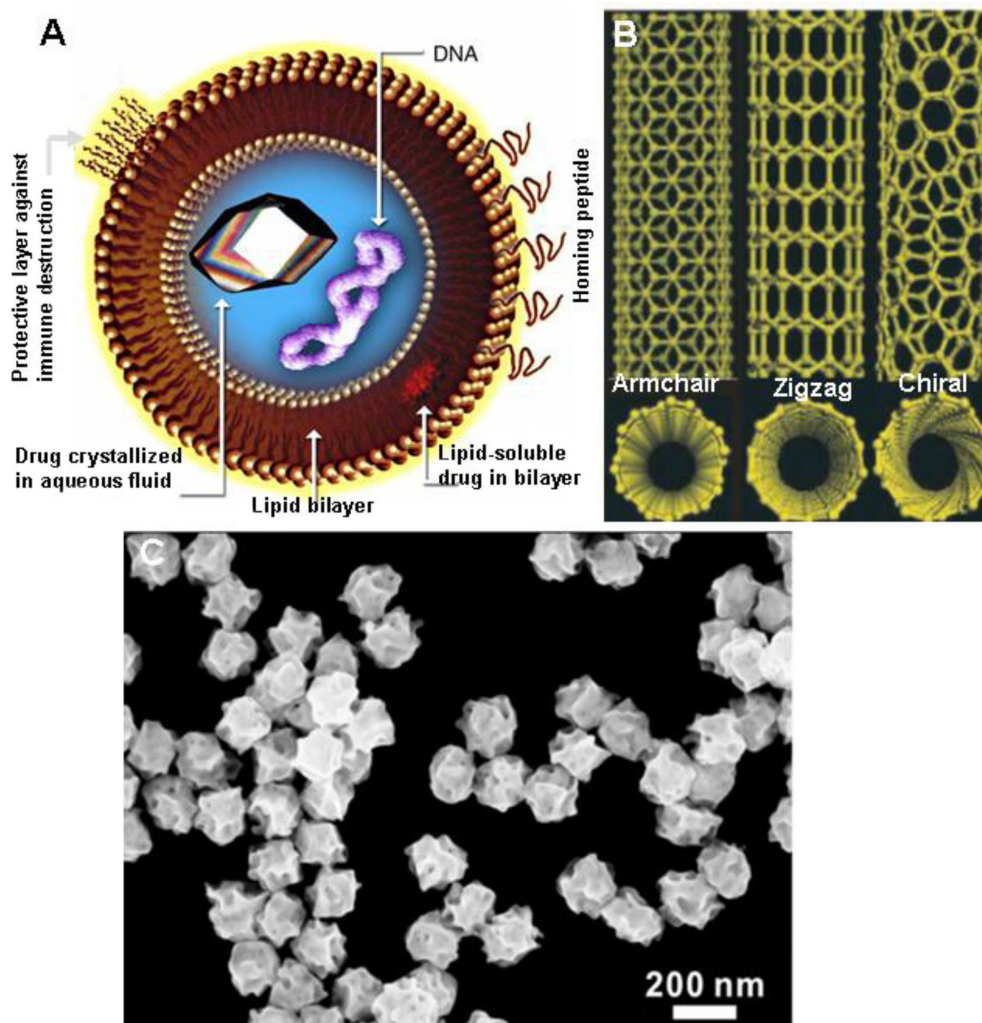 A
DNA
Protective layer against
immune destruction
Homing peptide
Drug crystallized
in aqueous fluid
Lipid bilayer
Lipid-soluble
drug in bilayer
B
Armchair
Zigzag
Chiral
C
200 nm